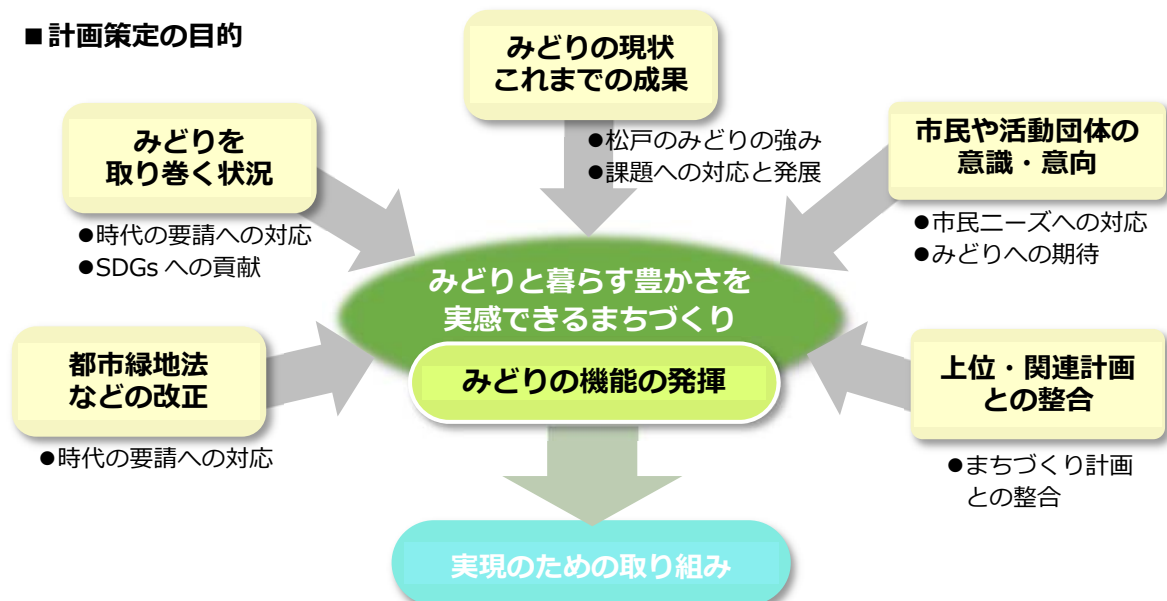 ■計画策定の目的
みどりの現状
これまでの成果
●松戸のみどりの強み
●課題への対応と発展
みどりを
取り巻く状況
●時代の要請への対応
●SDGs への貢献
市民や活動団体の
意識・意向
●市民ニーズへの対応
●みどりへの期待
都市緑地法
などの改正
●時代の要請への対応
上位・関連計画
との整合
●まちづくり計画
との整合
みどりと暮らす豊かさを
実感できるまちづくり
みどりの機能の発揮
実現のための取り組み